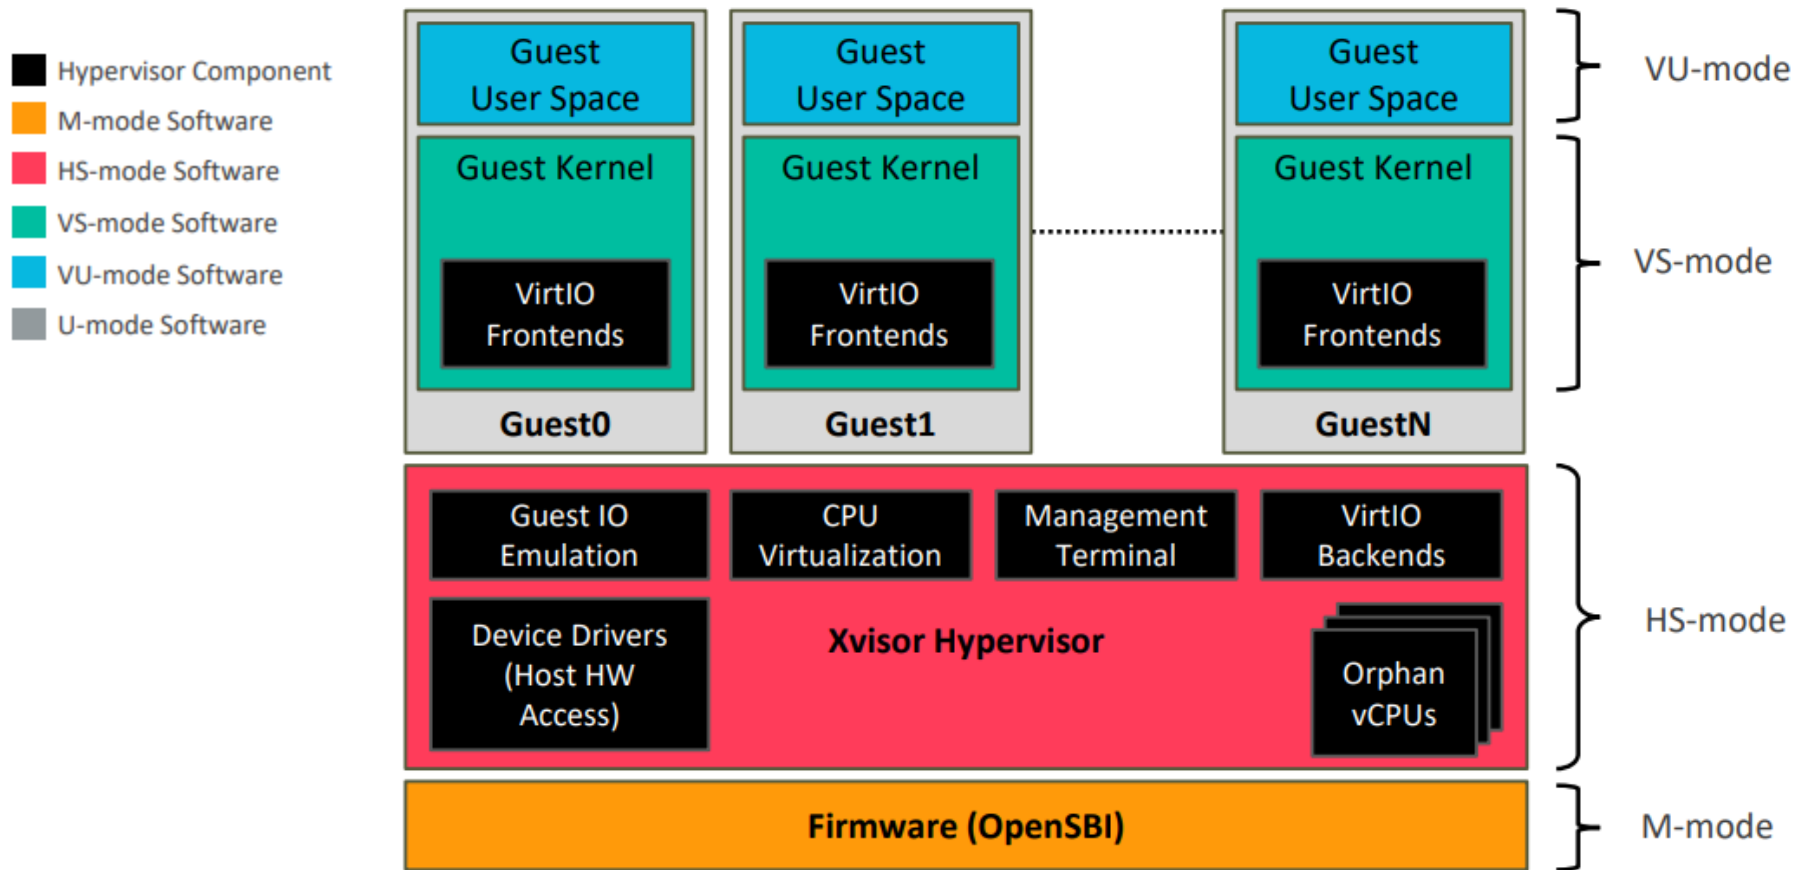 Hypervisor Component
M-mode Software
HS-mode Software
VS-mode Software
VU-mode Software
U-mode Software
Guest
User Space
Guest Kernel
VirtIO
Frontends
Guest0
Guest
User Space
Guest Kernel
VirtIO
Frontends
Guest1
Guest
User Space
Guest Kernel
VirtIO
Frontends
GuestN
VU-mode
VS-mode
Guest IO
Emulation
CPU
Virtualization
Management
Terminal
VirtIO
Backends
Device Drivers
(Host HW
Access)
Xvisor Hypervisor
Orphan
vCPUs
HS-mode
Firmware (OpenSBI)
M-mode